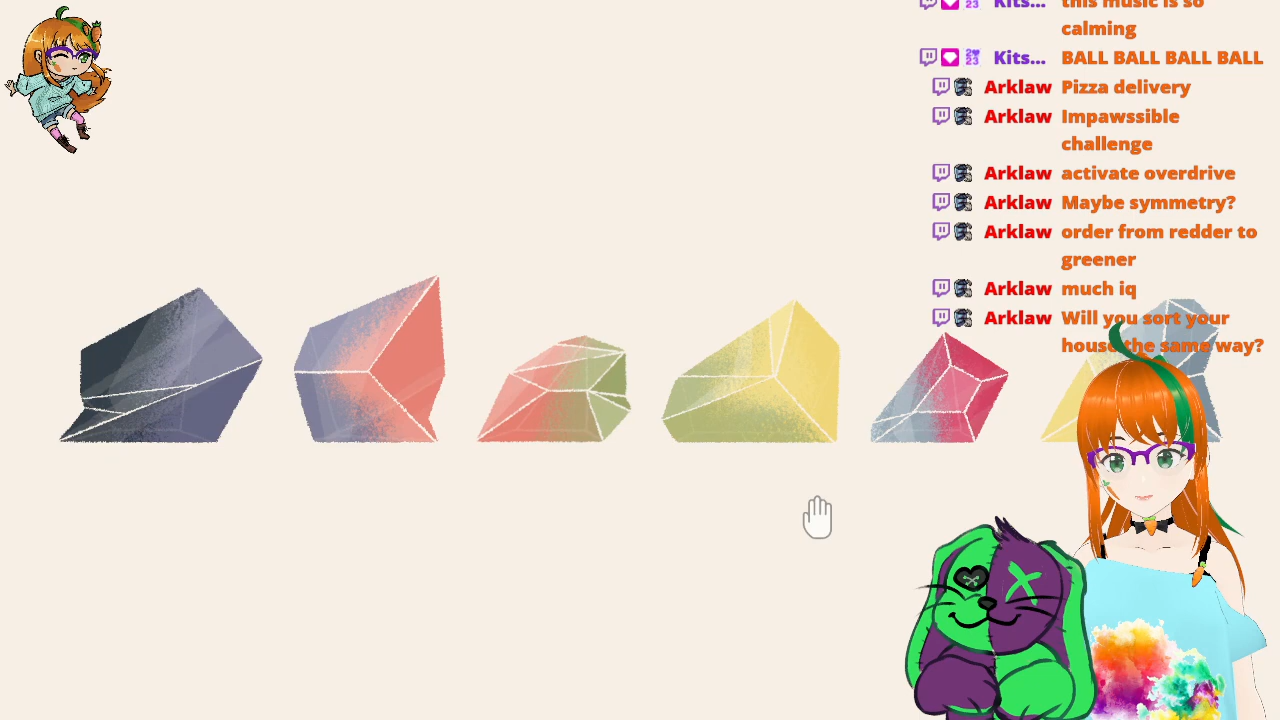 Kits... this music is so
calming
23 Kits... BALL BALL BALL BALL
Arklaw Pizza delivery
Arklaw Impawssible
challenge
Arklaw activate overdrive
Arklaw Maybe symmetry?
Arklaw order from redder to
greener
Arklaw much iq
Arklaw Will you sort your
house the same way?